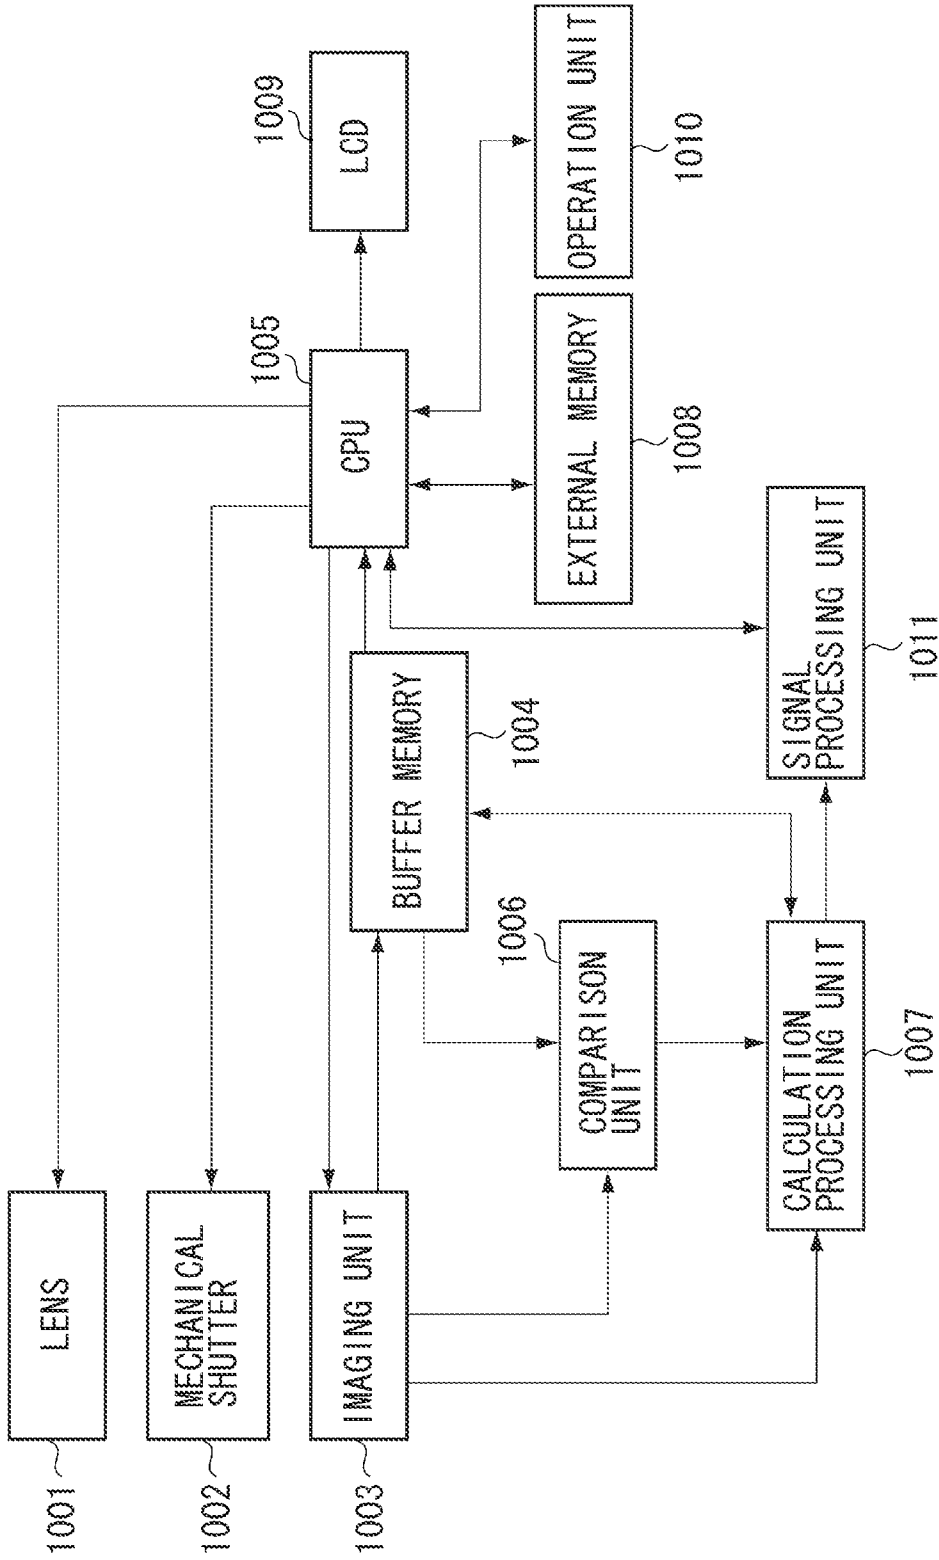 1001
LENS
1002
MECHANICAL
SHUTTER
1003
IMAGING UNIT
BUFFER MEMORY
1004
CPU
1005
LCD
1009
1006
COMPARISON
UNIT
EXTERNAL MEMORY
1008
OPERATION UNIT
1010
CALCULATION
PROCESSING UNIT
1007
SIGNAL
PROCESSING UNIT
1011